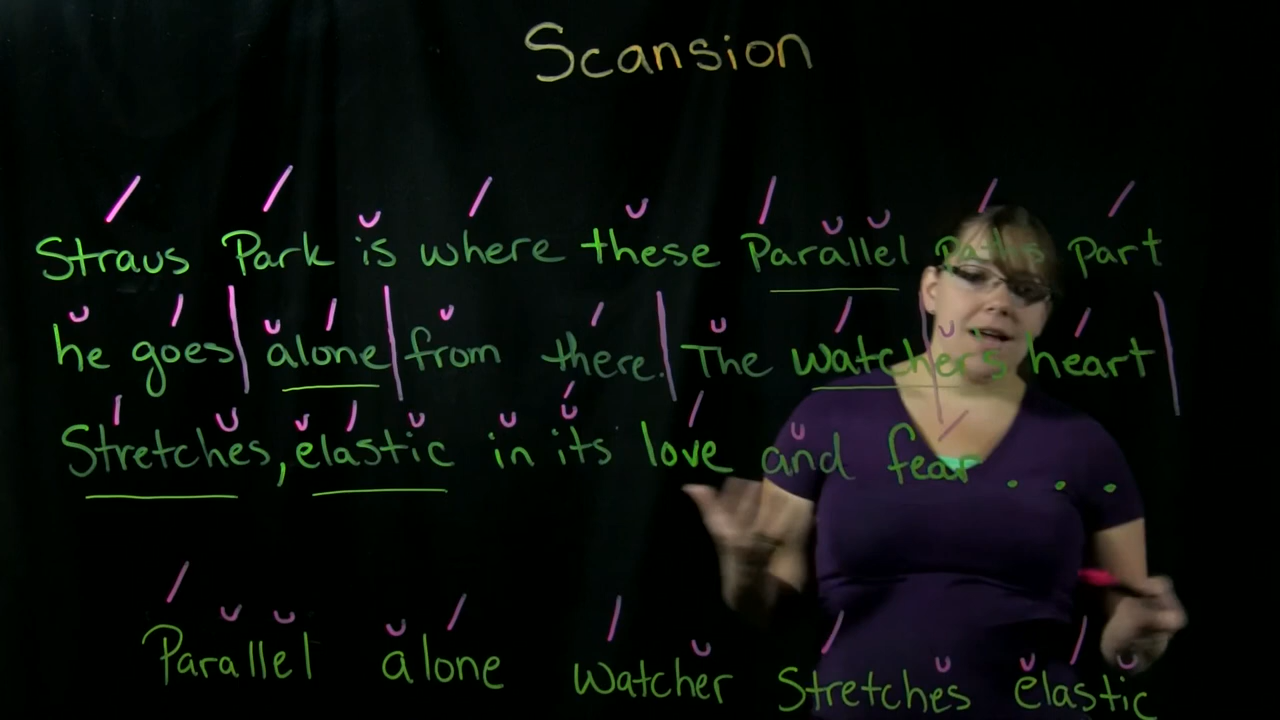 Scansion
Straus Park is where these Parallel Paths part
he goes alone from there. The watcher's heart
Stretches, elastic in its love and fear . . .
Parallel alone watcher Stretches elastic